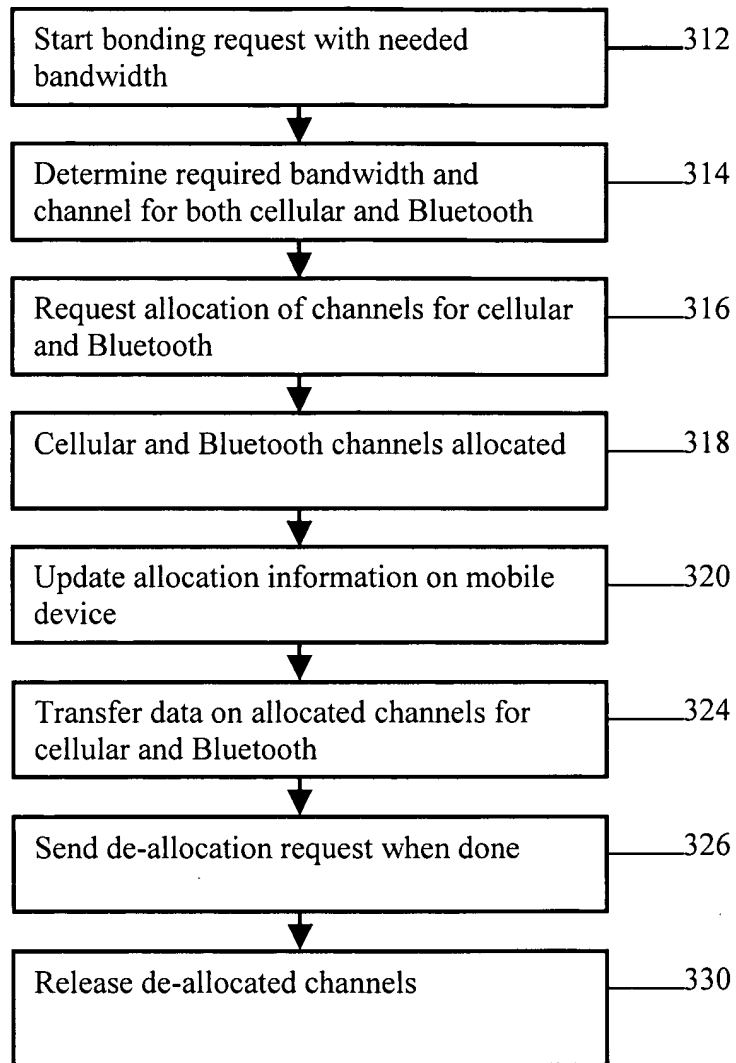 Start bonding request with needed 312
bandwidth
Determine required bandwidth and 314
channel for both cellular and Bluetooth
Request allocation of channels for cellular 316
and Bluetooth
Cellular and Bluetooth channels allocated 318
Update allocation information on mobile 320
device
Transfer data on allocated channels for 324
cellular and Bluetooth
Send de-allocation request when done 326
Release de-allocated channels 330